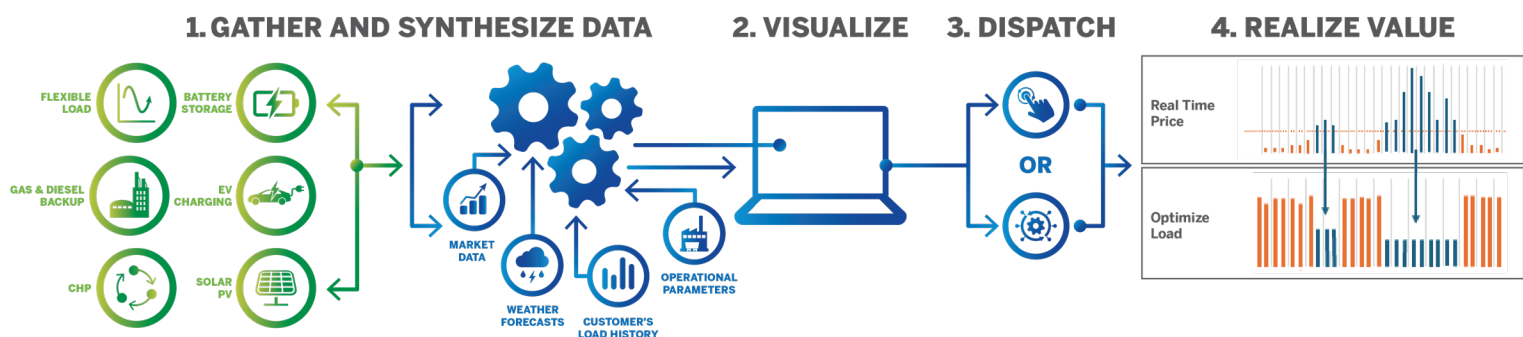 1. GATHER AND SYNTHESIZE DATA
2. VISUALIZE
3. DISPATCH
4. REALIZE VALUE
FLEXIBLE
LOAD
BATTERY
STORAGE
GAS & DIESEL
BACKUP
EV
CHARGING
CHP
SOLAR
PV
MARKET
DATA
WEATHER
FORECASTS
CUSTOMER'S
LOAD HISTORY
OPERATIONAL
PARAMETERS
OR
Real Time
Price
Optimize
Load